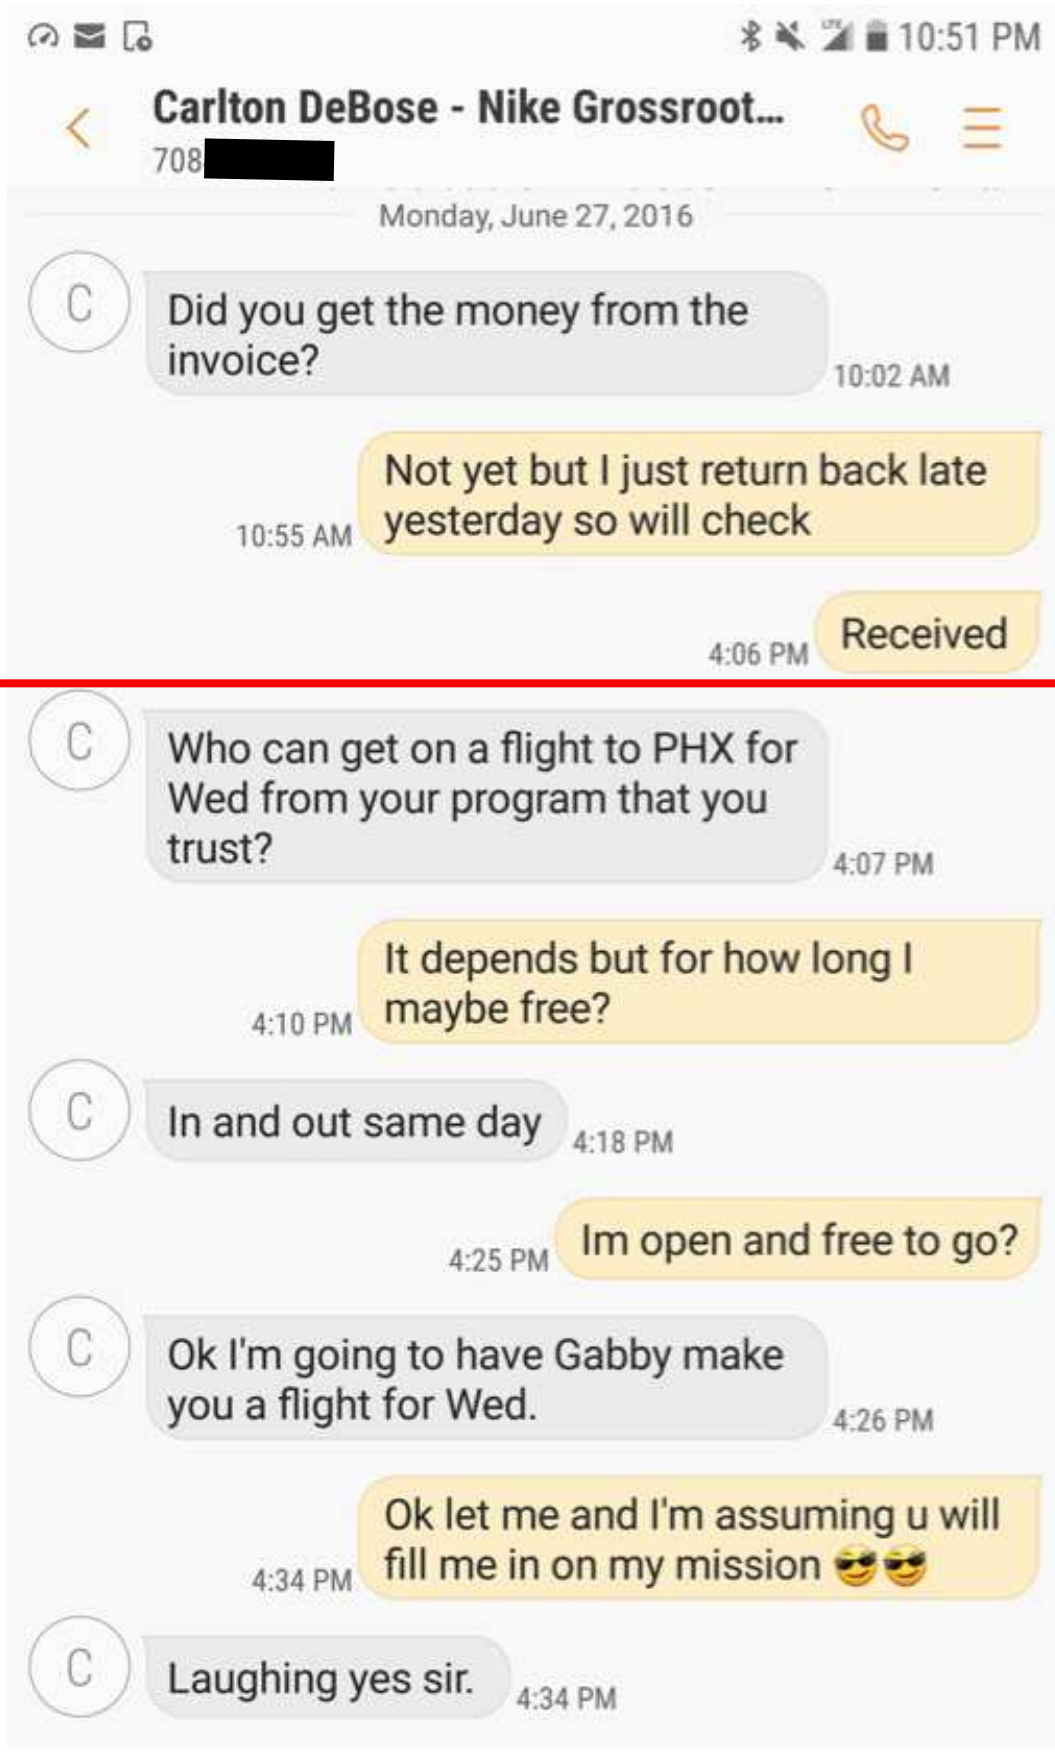 10:51 PM
Carlton DeBose - Nike Grossroot...
708
Monday, June 27, 2016
C
Did you get the money from the
invoice?
10:02 AM
Not yet but I just return back late
yesterday so will check
10:55 AM
Received
4:06 PM
C
Who can get on a flight to PHX for
Wed from your program that you
trust?
4:07 PM
It depends but for how long I
maybe free?
4:10 PM
C
In and out same day
4:18 PM
Im open and free to go?
4:25 PM
C
Ok I'm going to have Gabby make
you a flight for Wed.
4:26 PM
Ok let me and I'm assuming u will
fill me in on my mission 😎😎
4:34 PM
C
Laughing yes sir.
4:34 PM